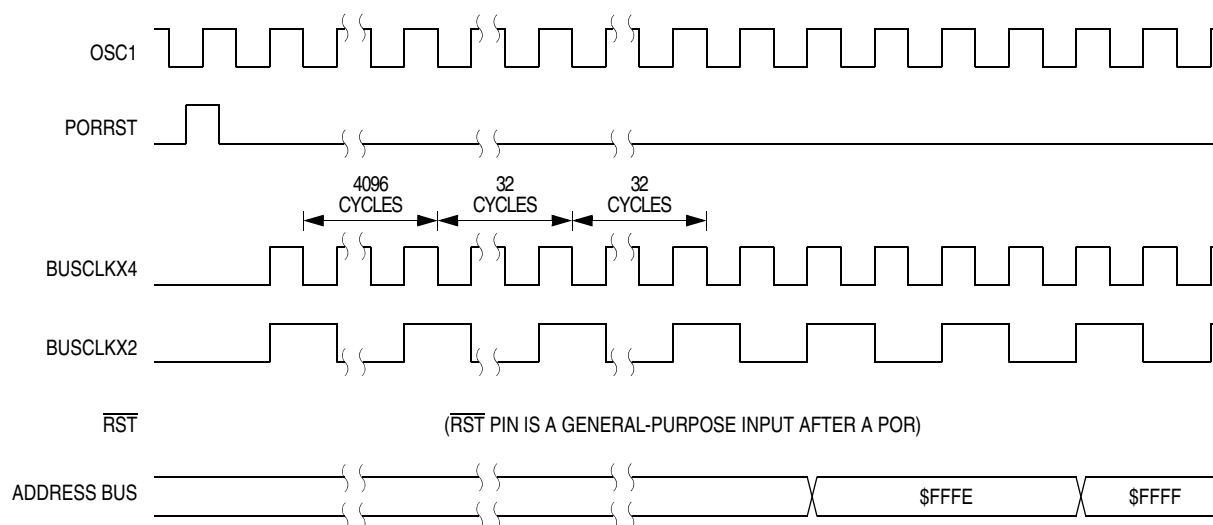 OSC1
PORRST
4096
CYCLES
32
CYCLES
32
CYCLES
BUSCLKX4
BUSCLKX2
RST
(RST PIN IS A GENERAL-PURPOSE INPUT AFTER A POR)
ADDRESS BUS
$FFFE
$FFFF